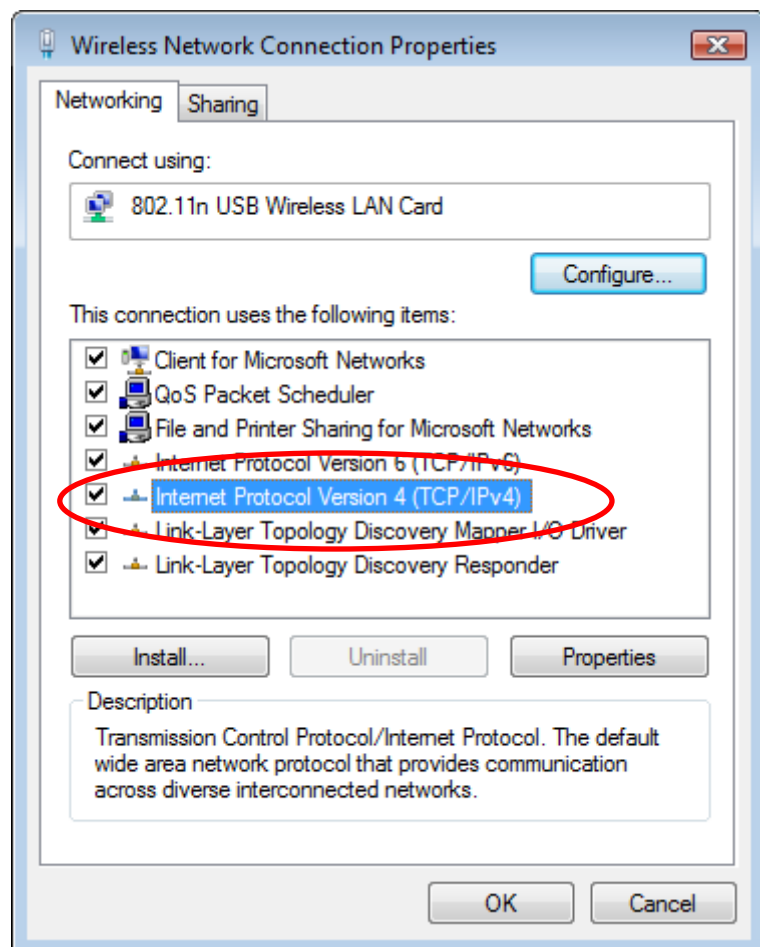 Wireless Network Connection Properties
Networking
Sharing
Connect using:
802.11n USB Wireless LAN Card
Configure...
This connection uses the following items:
Client for Microsoft Networks
QoS Packet Scheduler
File and Printer Sharing for Microsoft Networks
Internet Protocol Version 6 (TCP/IPv6)
Internet Protocol Version 4 (TCP/IPv4)
Link-Layer Topology Discovery Mapper I/O Driver
Link-Layer Topology Discovery Responder
Install...
Uninstall
Properties
Description
Transmission Control Protocol/Internet Protocol. The default
wide area network protocol that provides communication
across diverse interconnected networks.
OK
Cancel